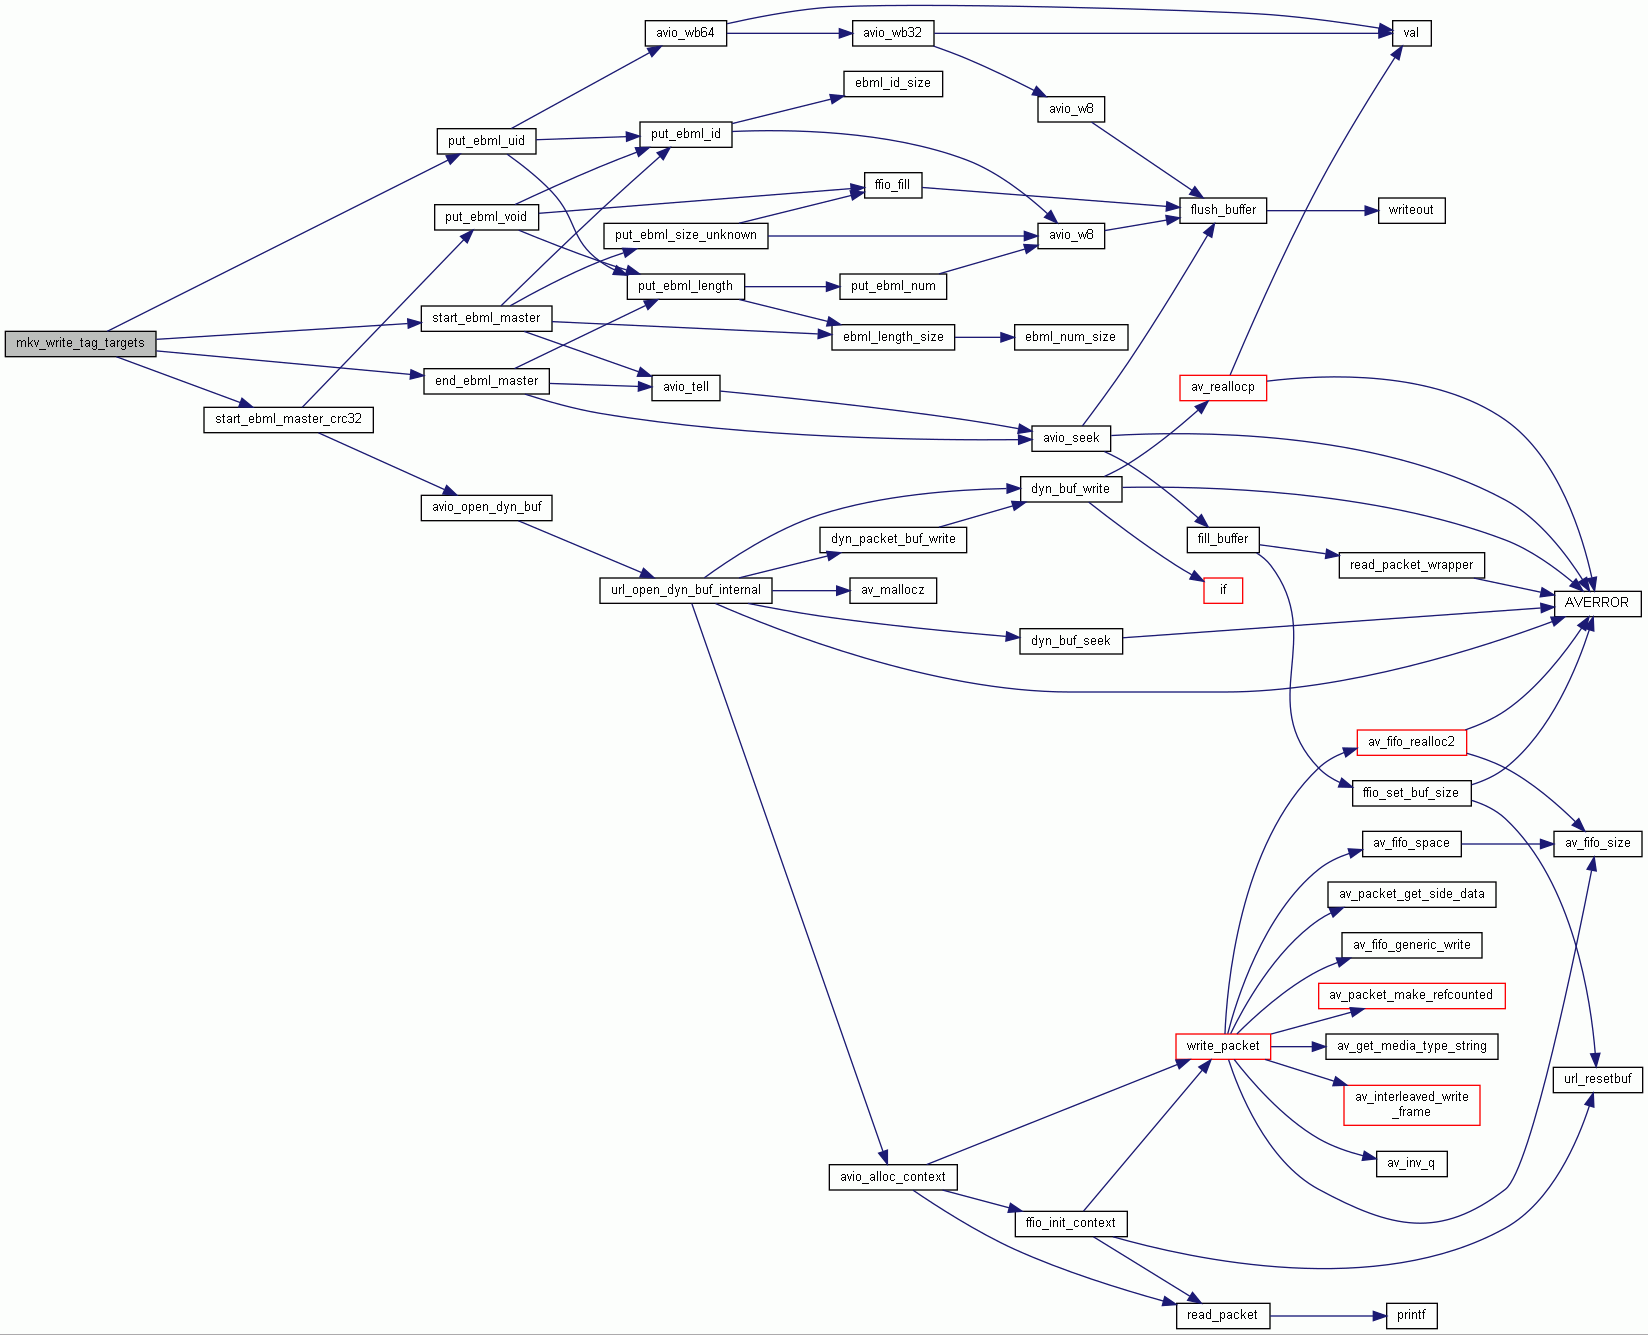 avio_wb64
avio_wb32
val
ebml_id_size
avio_w8
put_ebml_uid
put_ebml_id
ffio_fill
put_ebml_void
flush_buffer
writeout
put_ebml_size_unknown
avio_w8
put_ebml_length
put_ebml_num
start_ebml_master
ebml_length_size
ebml_num_size
mkv_write_tag_targets
end_ebml_master
avio_tell
av_reallocp
start_ebml_master_crc32
avio_seek
dyn_buf_write
avio_open_dyn_buf
dyn_packet_buf_write
fill_buffer
read_packet_wrapper
url_open_dyn_buf_internal
av_mallocz
if
AVERROR
dyn_buf_seek
av_fifo_realloc2
ffio_set_buf_size
av_fifo_space
av_fifo_size
av_packet_get_side_data
av_fifo_generic_write
av_packet_make_refcounted
write_packet
av_get_media_type_string
url_resetbuf
av_interleaved_write
_frame
av_inv_q
avio_alloc_context
ffio_init_context
read_packet
printf